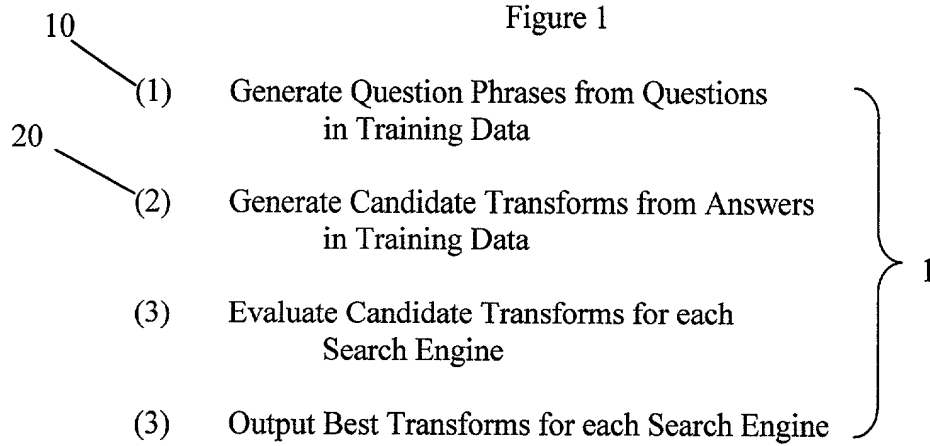 Figure 1
10
(1) Generate Question Phrases from Questions
in Training Data
20
(2) Generate Candidate Transforms from Answers
in Training Data
1
(3) Evaluate Candidate Transforms for each
Search Engine
(3) Output Best Transforms for each Search Engine